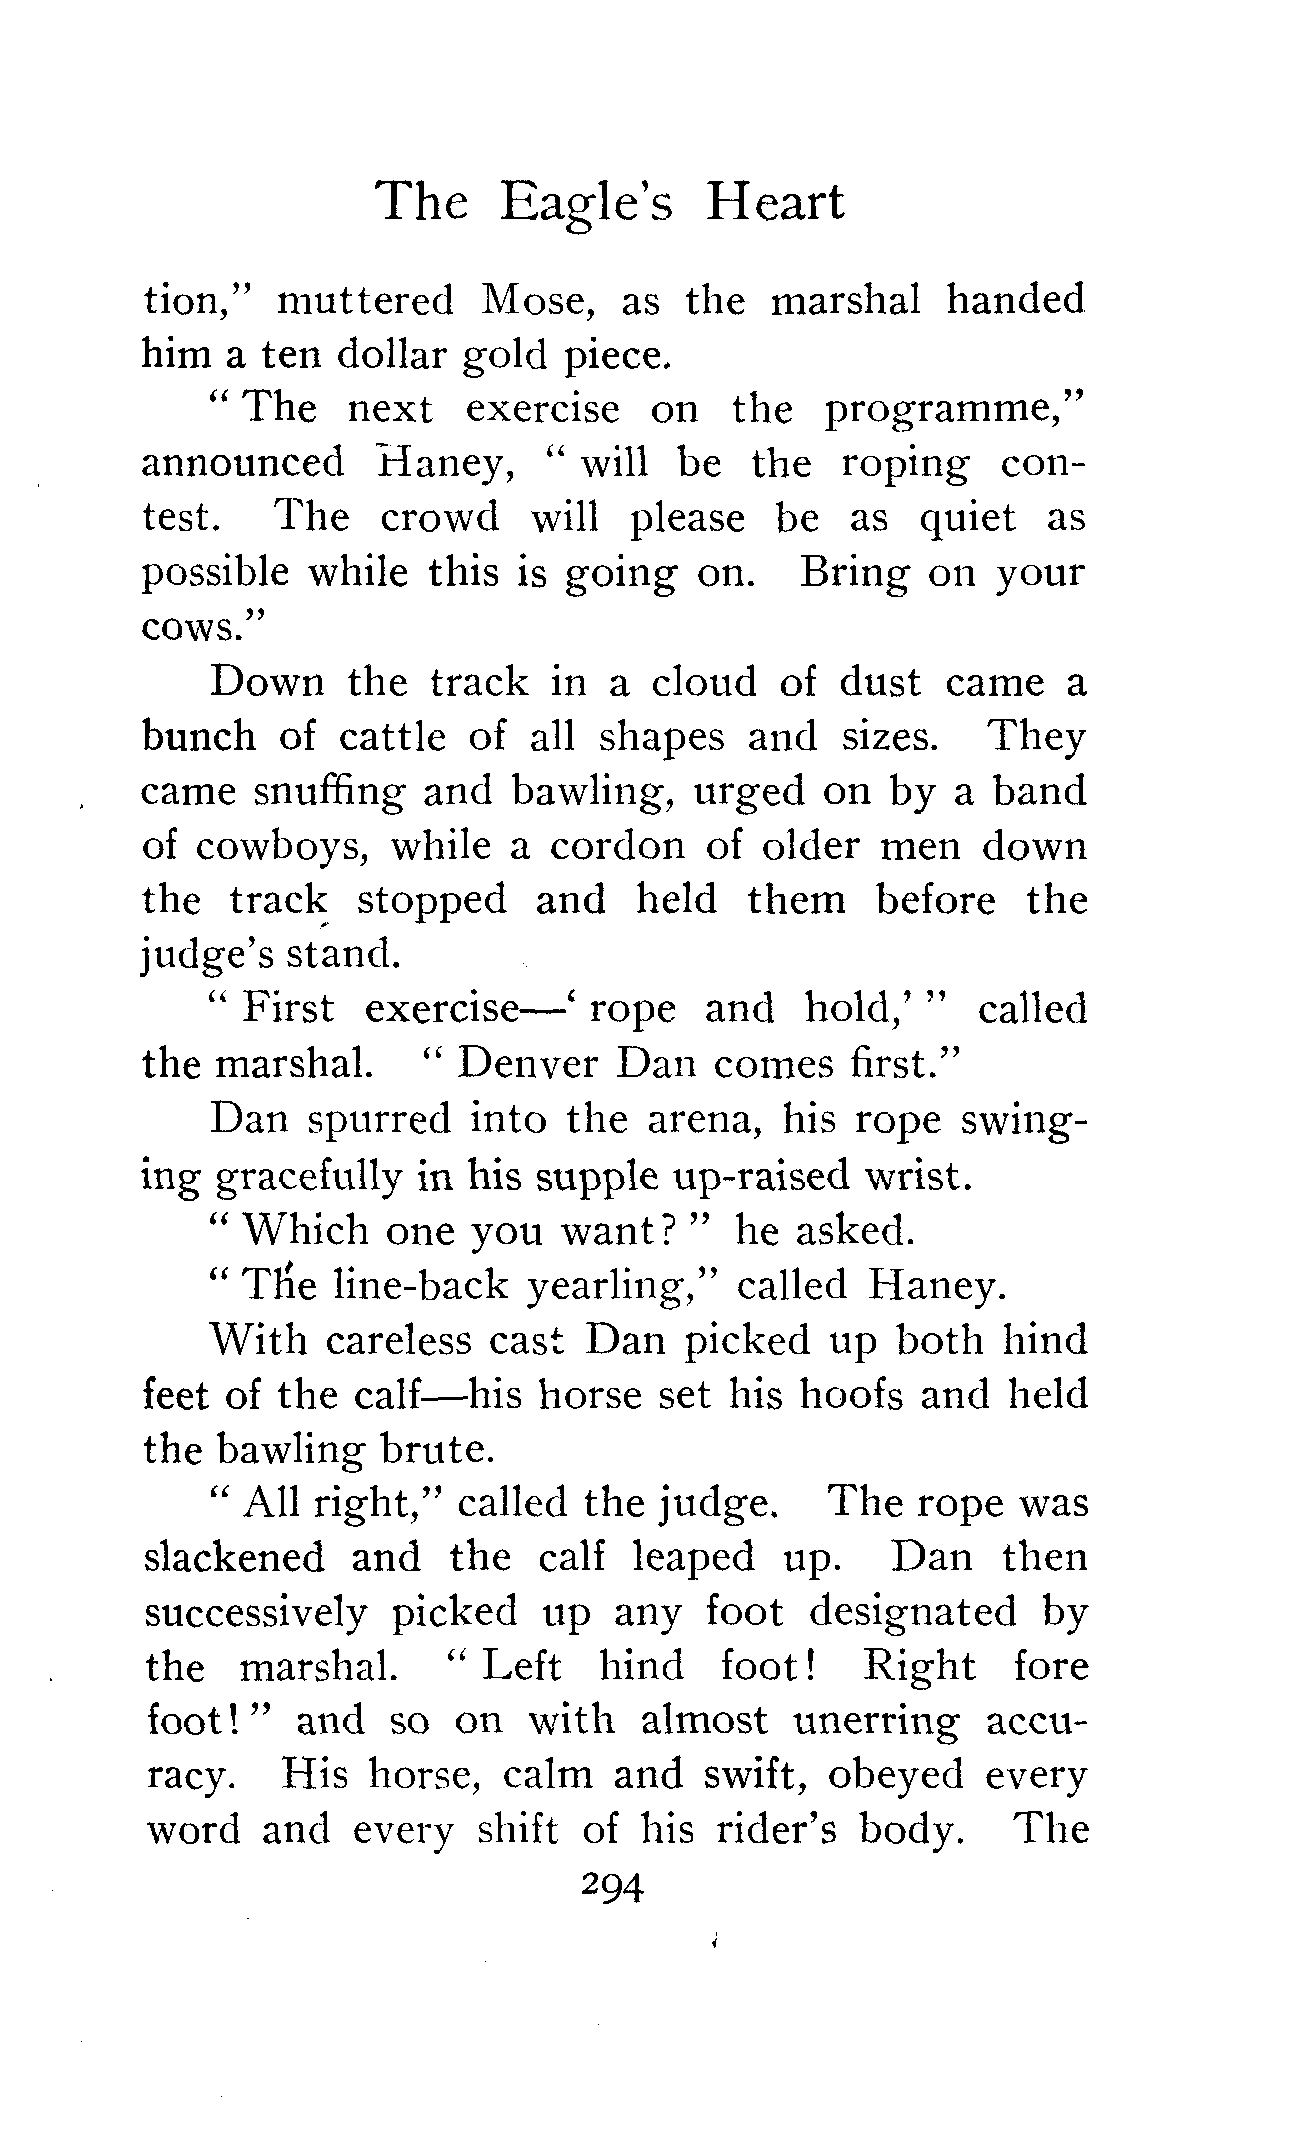 The Eagle's Heart
tion," muttered Mose, as the marshal handed
him a ten dollar gold piece.
" The next exercise on the programme,"
announced Haney, " will be the roping con-
test. The crowd will please be as quiet as
possible while this is going on. Bring on your
cows."
Down the track in a cloud of dust came a
bunch of cattle of all shapes and sizes. They
came snuffing and bawling, urged on by a band
of cowboys, while a cordon of older men down
the track stopped and held them before the
judge's stand.
" First exercise—' rope and hold,' " called
the marshal. " Denver Dan comes first."
Dan spurred into the arena, his rope swing-
ing gracefully in his supple up-raised wrist.
" Which one you want? " he asked.
" The line-back yearling," called Haney.
With careless cast Dan picked up both hind
feet of the calf—his horse set his hoofs and held
the bawling brute.
" All right," called the judge. The rope was
slackened and the calf leaped up. Dan then
successively picked up any foot designated by
the marshal. " Left hind foot! Right fore
foot! " and so on with almost unerring accu-
racy. His horse, calm and swift, obeyed every
word and every shift of his rider's body. The
294